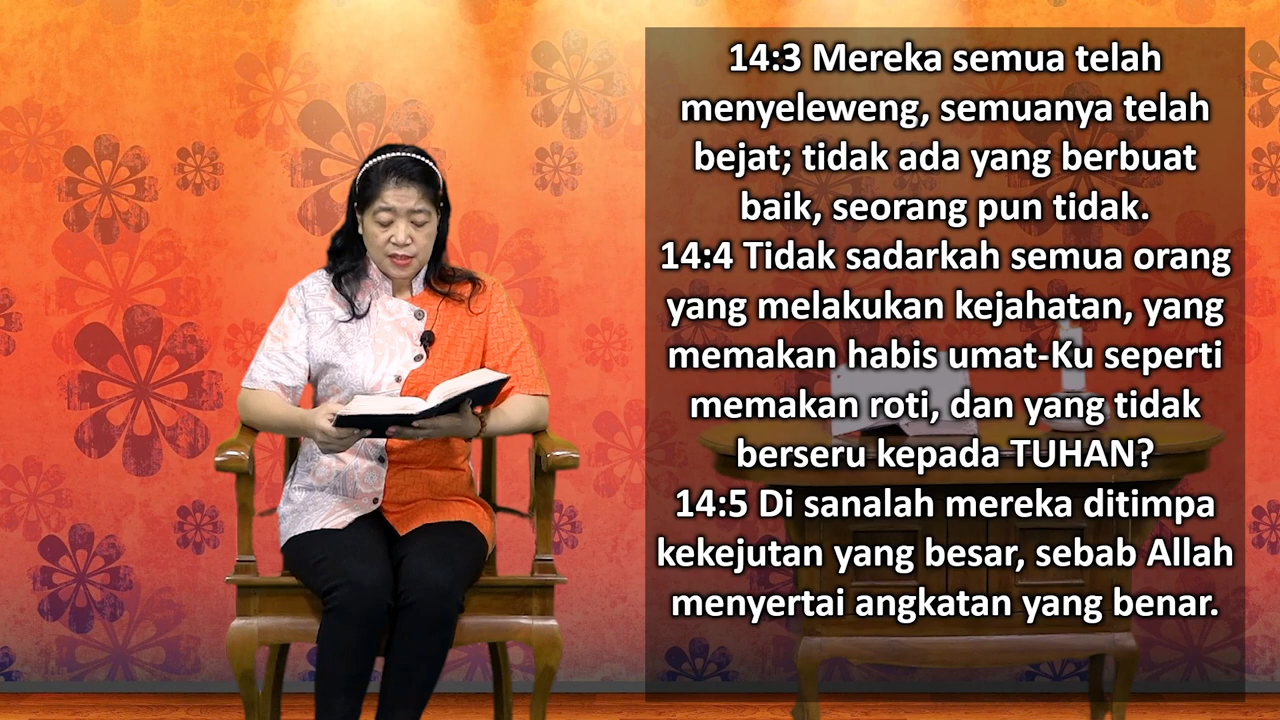 14:3 Mereka semua telah
menyeleweng, semuanya telah
bejat; tidak ada yang berbuat
baik, seorang pun tidak.
14:4 Tidak sadarkah semua orang
yang melakukan kejahatan, yang
memakan habis umat-Ku seperti
memakan roti, dan yang tidak
berseru kepada TUHAN?
14:5 Di sanalah mereka ditimpa
kekejutan yang besar, sebab Allah
menyertai angkatan yang benar.